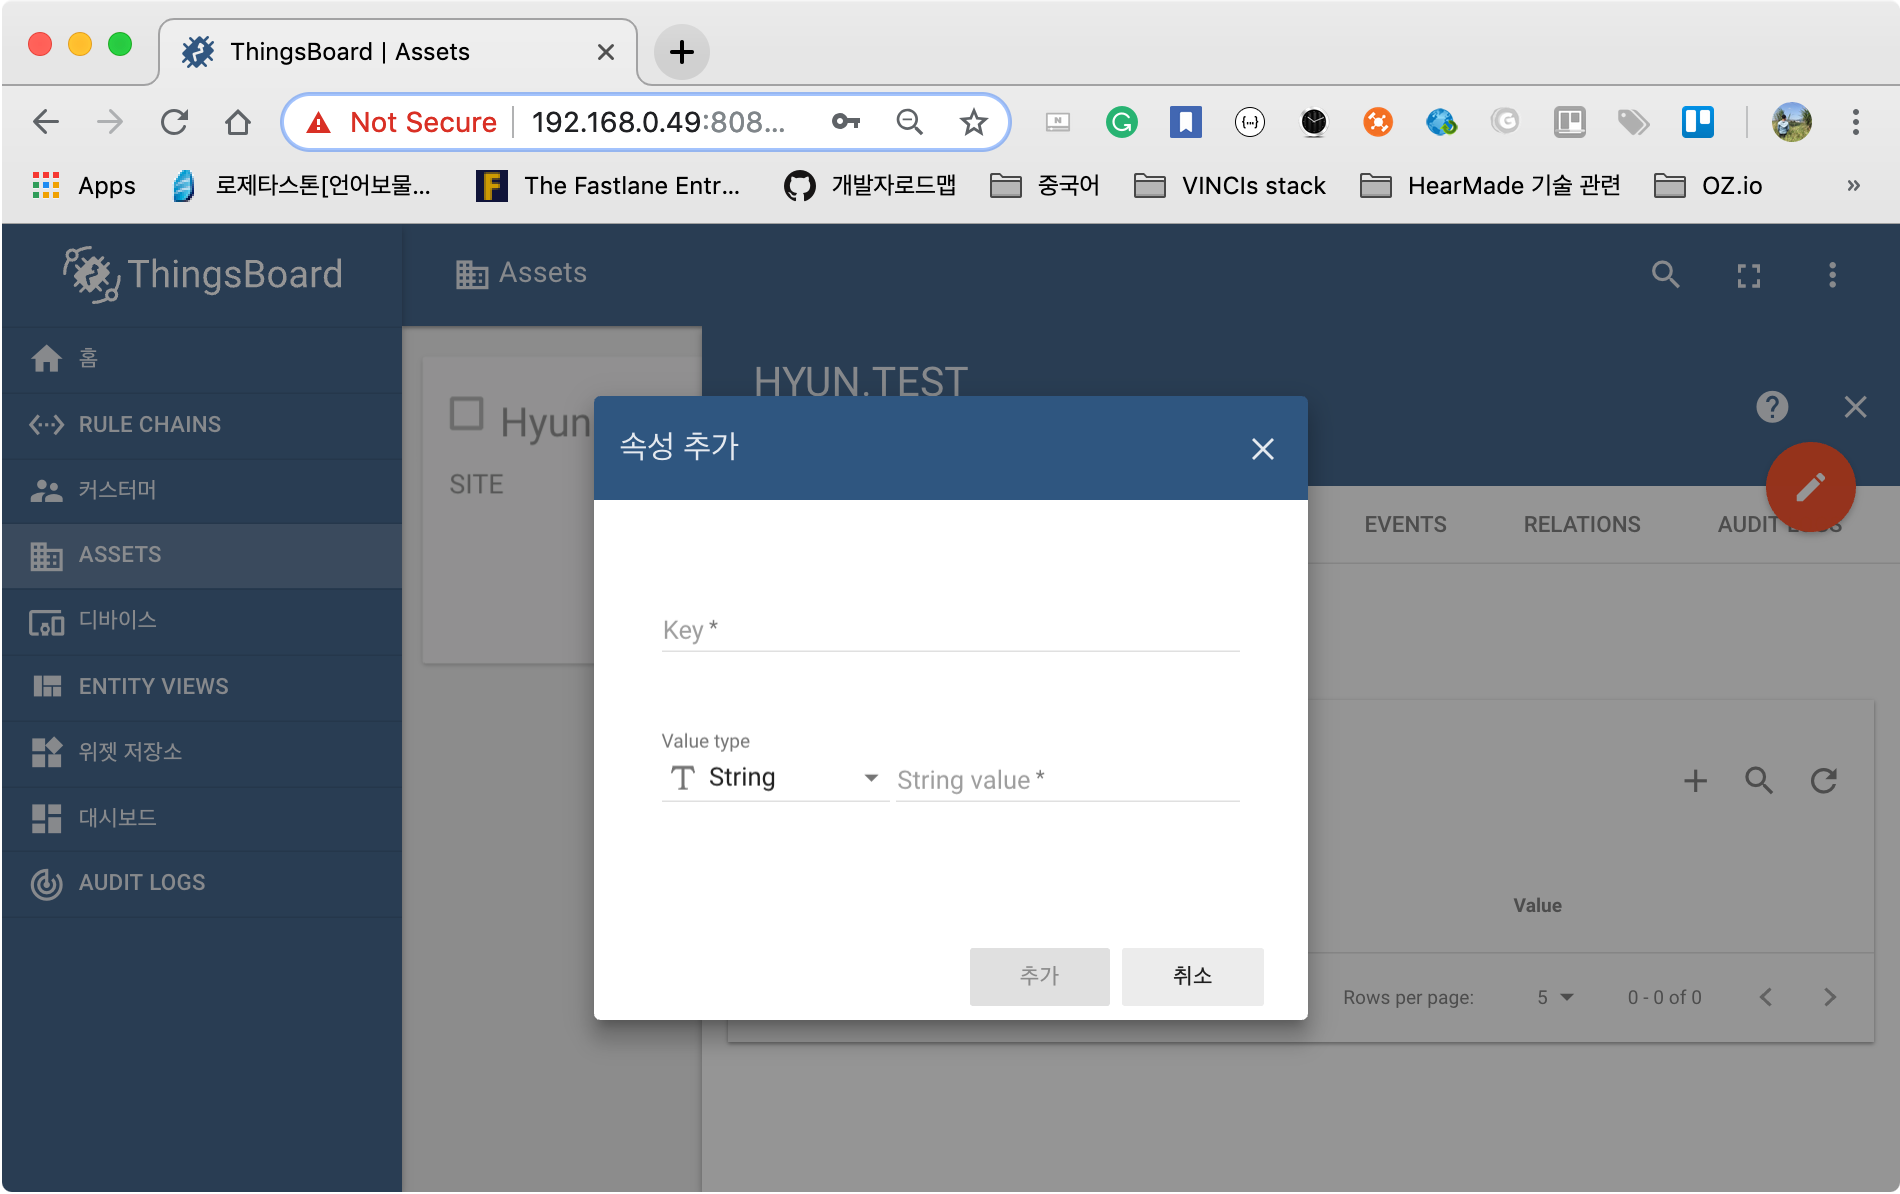 ThingsBoard | Assets
Not Secure 192.168.0.49:808...
Apps 로제타스톤[언어보물... The Fastlane Entr... 개발자로드맵 중국어 VINCIs stack HearMade 기술 관련 OZ.io »
ThingsBoard
Assets
홈
RULE CHAINS
커스터머
ASSETS
디바이스
ENTITY VIEWS
위젯 저장소
대시보드
AUDIT LOGS
Hyun
SITE
HYUN.TEST
EVENTS RELATIONS AUDIT
속성 추가
Key *
Value type
String
String value *
추가 취소
Value
Rows per page: 5 0 - 0 of 0